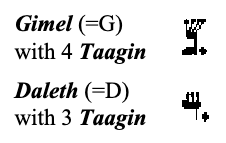 Gimel (=G)
with 4 Taagin
Daleth (=D)
with 3 Taagin